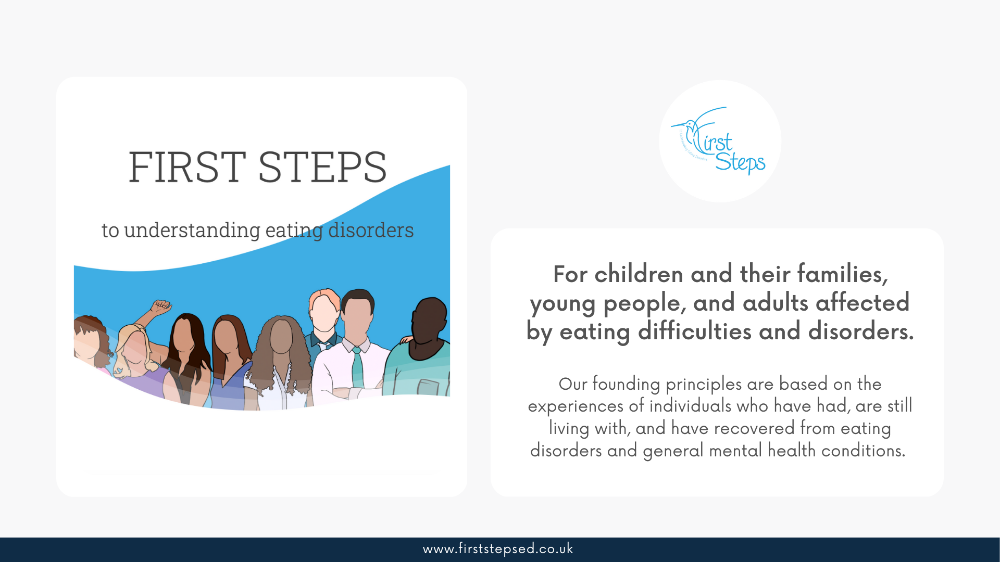 FIRST STEPS
to understanding eating disorders
First
Steps
to Understanding Eating Disorders
For children and their families,
young people, and adults affected
by eating difficulties and disorders.
Our founding principles are based on the
experiences of individuals who have had, are still
living with, and have recovered from eating
disorders and general mental health conditions.
www.firststepsed.co.uk